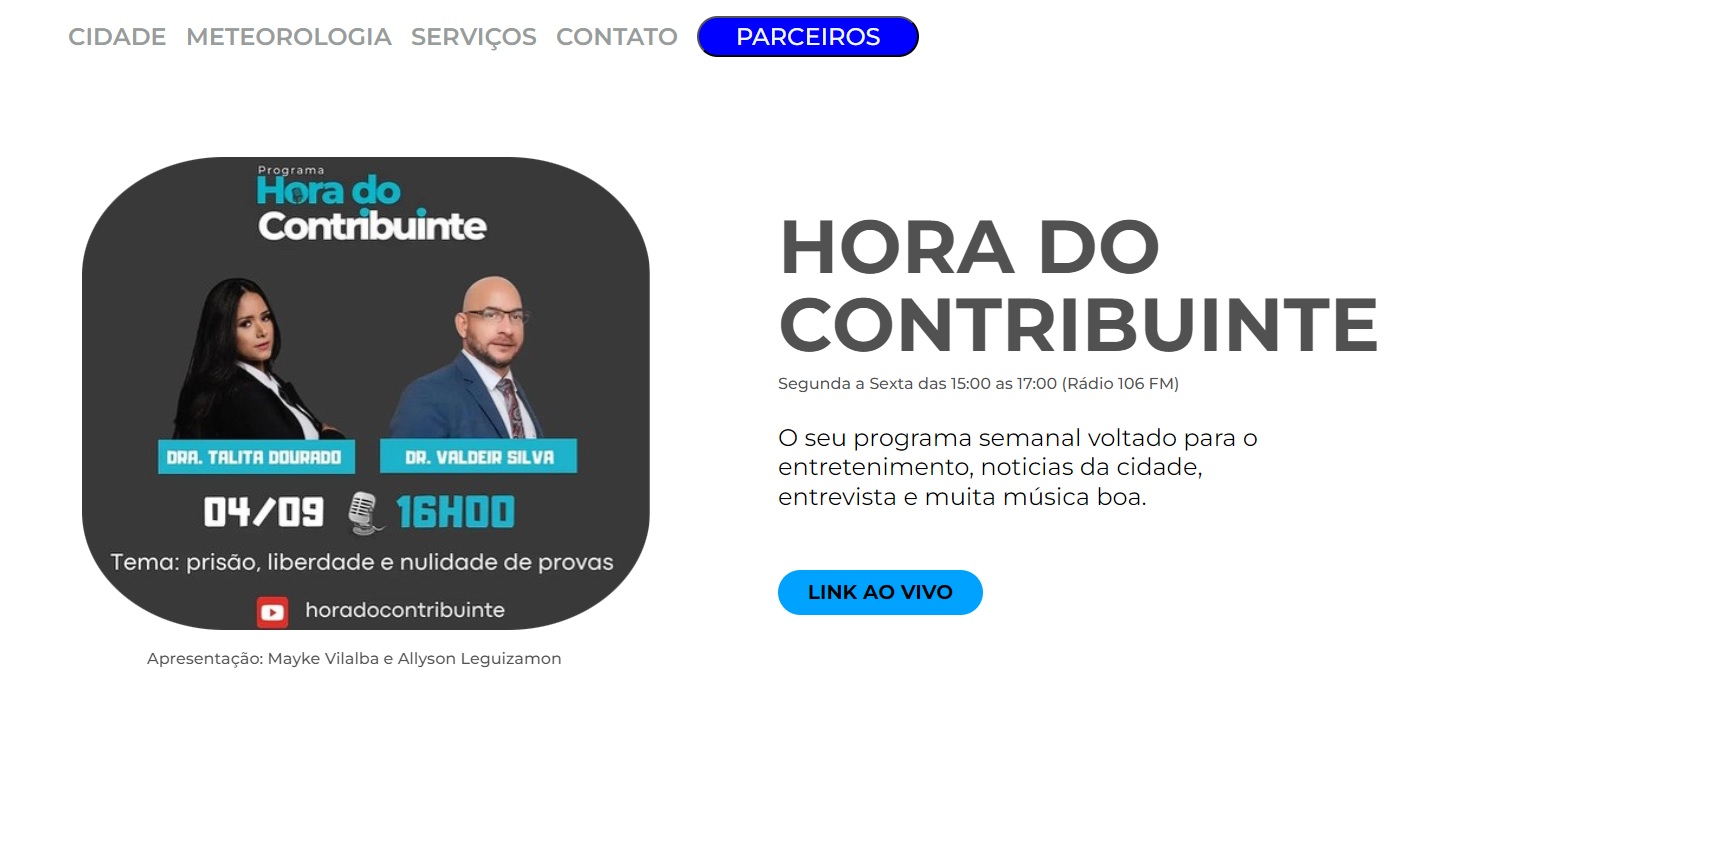 CIDADE METEOROLOGIA SERVIÇOS CONTATO PARCEIROS
Programa
Hora do
Contribuinte
DRA. TALITA DOURADO
DR. VALDEIR SILVA
04/09 16H00
Tema: prisão, liberdade e nulidade de provas
horadocontribuinte
Apresentação: Mayke Vilalba e Allyson Leguizamon
HORA DO
CONTRIBUINTE
Segunda a Sexta das 15:00 as 17:00 (Rádio 106 FM)
O seu programa semanal voltado para o
entretenimento, noticias da cidade,
entrevista e muita música boa.
LINK AO VIVO